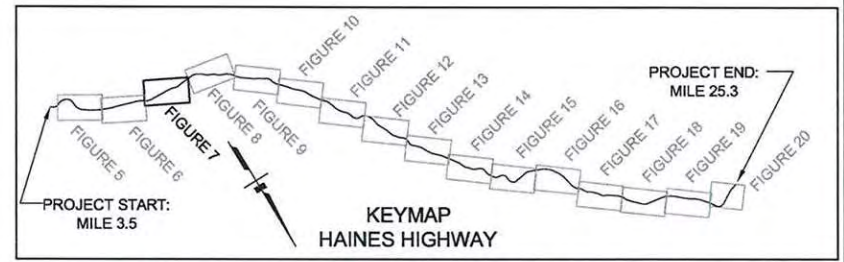 FIGURE 5
FIGURE 6
FIGURE 7
FIGURE 8
FIGURE 9
FIGURE 10
FIGURE 11
FIGURE 12
FIGURE 13
FIGURE 14
FIGURE 15
FIGURE 16
FIGURE 17
FIGURE 18
FIGURE 19
FIGURE 20
PROJECT END:
MILE 25.3
PROJECT START:
MILE 3.5
KEYMAP
HAINES HIGHWAY